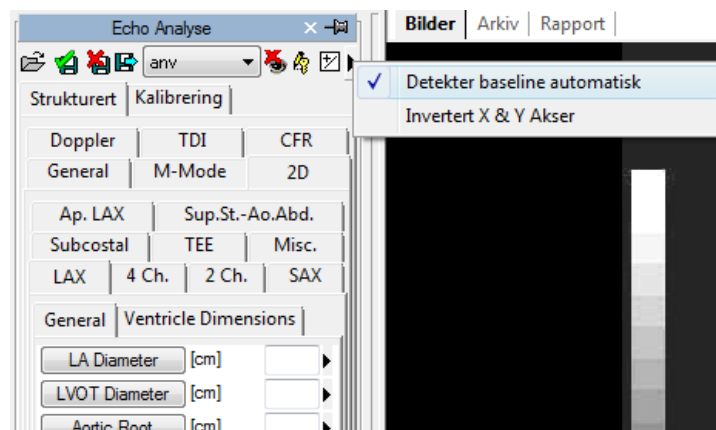 Echo Analyse
Bilder Arkiv Rapport
anv
Detekter baseline automatisk
Invertert X & Y Akser
Strukturert Kalibrering
Doppler TDI CFR
General M-Mode 2D
Ap. LAX Sup.St.-Ao.Abd.
Subcostal TEE Misc.
LAX 4 Ch. 2 Ch. SAX
General Ventricle Dimensions
LA Diameter [cm]
LVOT Diameter [cm]
Aortic Root [cm]